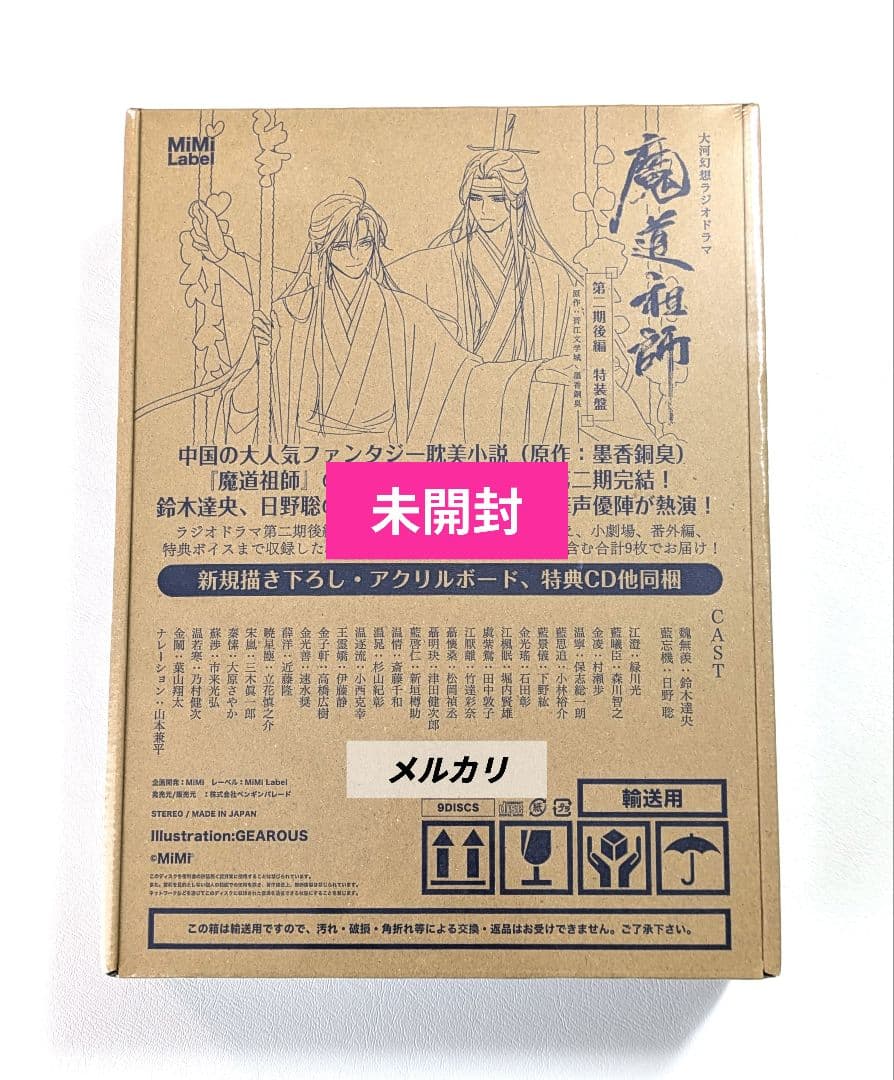 MiMi
Label
大河幻想ラジオドラマ
魔道祖師
第二期後編 特装盤
原作:晋江文学城、墨香銅臭
中国の大人気ファンタジー耽美小説(原作:墨香銅臭)
『魔道祖師』の
第二期完結!
鈴木達央、日野聡の
声優陣が熱演!
未開封
ラジオドラマ第二期後編
小劇場、番外編、
特典ボイスまで収録した
含む合計9枚でお届け!
新規描き下ろし・アクリルボード、特典CD他同梱
CAST
魏無羨:鈴木達央
藍忘機:日野 聡
江澄:緑川光
藍曦臣:森川智之
金凌:村瀬歩
温寧:保志総一朗
藍思追:小林裕介
藍景儀:下野紘
金光瑤:石田彰
江楓眠:堀内賢雄
虞紫鳶:田中敦子
江厭離:竹達彩奈
聶懐桑:松岡禎丞
聶明玦:津田健次郎
藍啓仁:新垣樽助
温情:斎藤千和
温晁:杉山紀彰
温逐流:小西克幸
王霊嬌:伊藤静
金子軒:高橋広樹
金光善:速水奨
薛洋:近藤隆
暁星塵:立花慎之介
宋嵐:三木眞一郎
秦愫:大原さやか
蘇渉:市来光弘
温若寒:乃村健次
金闡:葉山翔太
ナレーション:山本兼平
メルカリ
企画開発:MiMi レーベル:MiMi Label
発売元/販売元 :株式会社ペンギンパレード
STEREO / MADE IN JAPAN
Illustration:GEAROUS
©MiMi
9DISCS
輸送用
この箱は輸送用ですので、汚れ・破損・角折れ等による交換・返品はお受けできません。ご了承下さい。